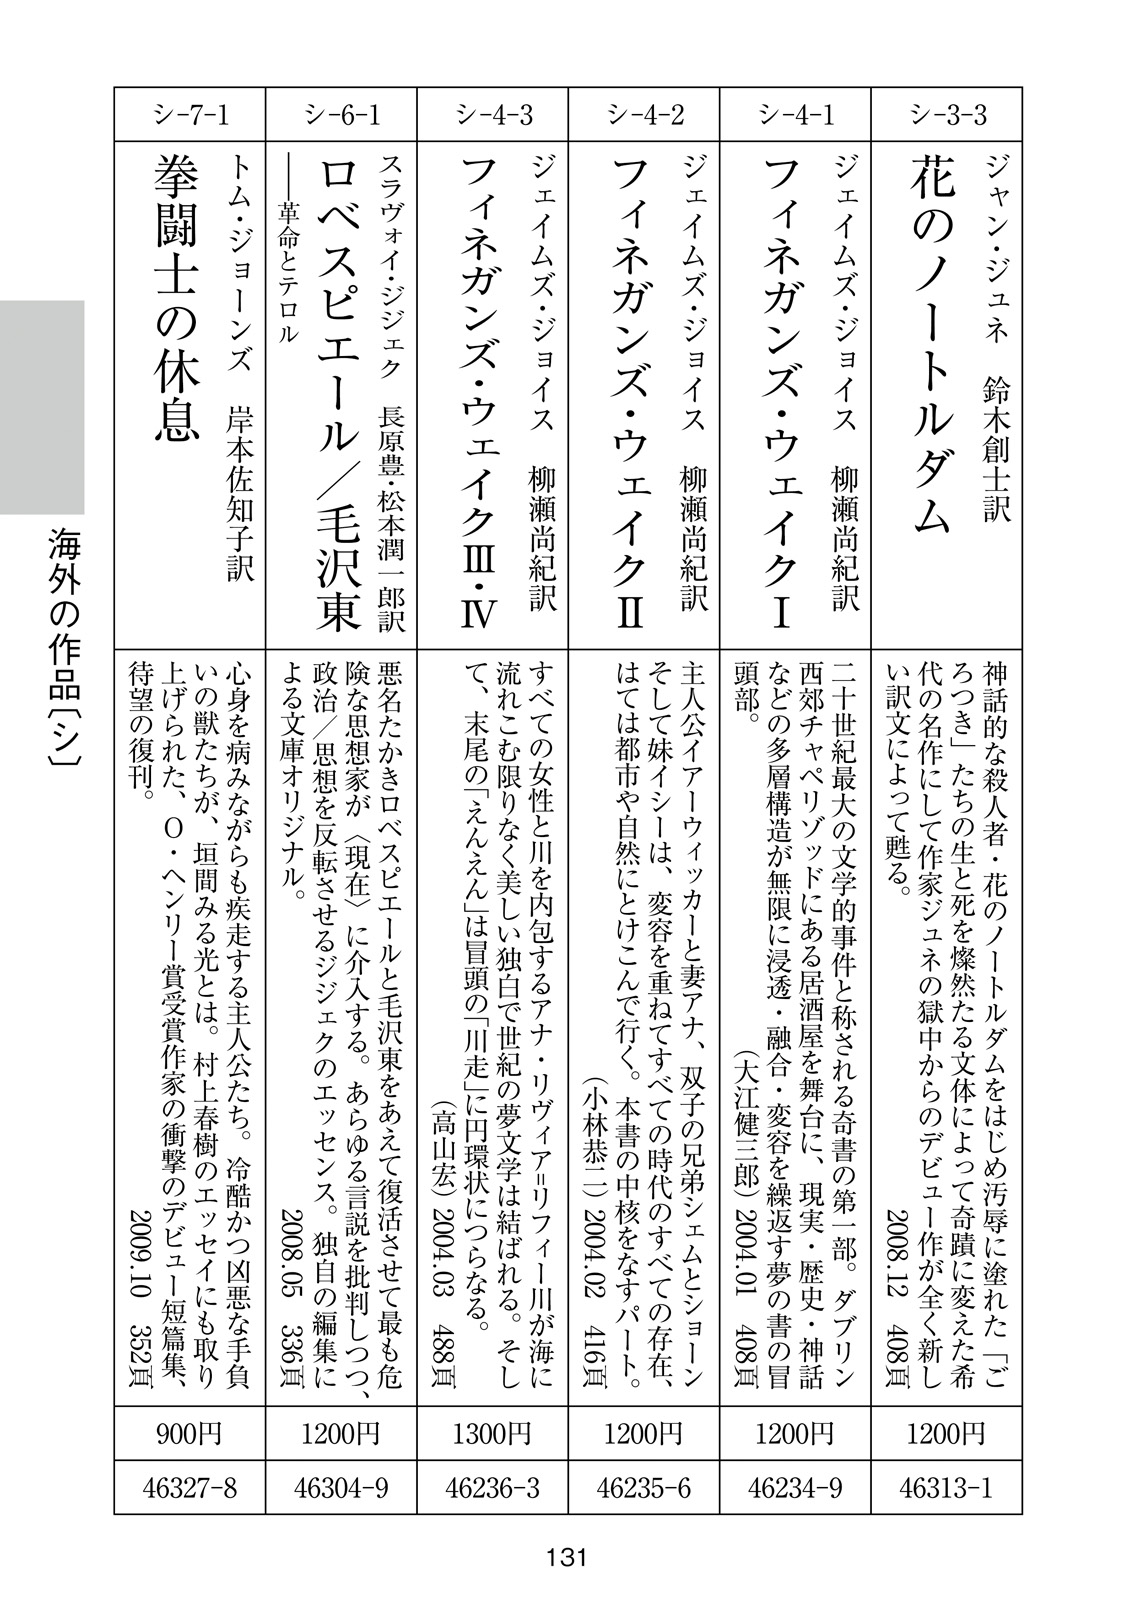 シ-3-3
ジャン・ジュネ　鈴木創士訳
花のノートルダム
神話的な殺人者・花のノートルダムをはじめ汚辱に塗れた「ご
ろつき」たちの生と死を燦然たる文体によって奇蹟に変えた希
代の名作にして作家ジュネの獄中からのデビュー作が全く新し
い訳文によって甦る。　2008.12　408頁
1200円
46313-1
シ-4-1
ジェイムズ・ジョイス　柳瀬尚紀訳
フィネガンズ・ウェイクⅠ
二十世紀最大の文学的事件と称される奇書の第一部。ダブリン
西郊チャペリゾッドにある居酒屋を舞台に、現実・歴史・神話
などの多層構造が無限に浸透・融合・変容を繰返す夢の書の冒
頭部。　（大江健三郎）2004.01　408頁
1200円
46234-9
シ-4-2
ジェイムズ・ジョイス　柳瀬尚紀訳
フィネガンズ・ウェイクⅡ
主人公イアーウィッカーと妻アナ、双子の兄弟シェムとショーン
そして妹イシーは、変容を重ねてすべての時代のすべての存在、
はては都市や自然にとけこんで行く。本書の中核をなすパート。
（小林恭二）2004.02　416頁
1200円
46235-6
シ-4-3
ジェイムズ・ジョイス　柳瀬尚紀訳
フィネガンズ・ウェイクⅢ・Ⅳ
すべての女性と川を内包するアナ・リヴィア=リフィー川が海に
流れこむ限りなく美しい独白で世紀の夢文学は結ばれる。そし
て、末尾の「えんえん」は冒頭の「川走」に円環状につらなる。
（高山宏）2004.03　488頁
1300円
46236-3
シ-6-1
スラヴォイ・ジジェク　長原豊・松本潤一郎訳
ロベスピエール／毛沢東
――革命とテロル
悪名たかきロベスピエールと毛沢東をあえて復活させて最も危
険な思想家が〈現在〉に介入する。あらゆる言説を批判しつつ、
政治／思想を反転させるジジェクのエッセンス。独自の編集に
よる文庫オリジナル。　2008.05　336頁
1200円
46304-9
シ-7-1
トム・ジョーンズ　岸本佐知子訳
拳闘士の休息
心身を病みながらも疾走する主人公たち。冷酷かつ凶悪な手負
いの獣たちが、垣間みる光とは。村上春樹のエッセイにも取り
上げられた、O・ヘンリー賞受賞作家の衝撃のデビュー短篇集、
待望の復刊。　2009.10　352頁
900円
46327-8
海外の作品〔シ〕
131